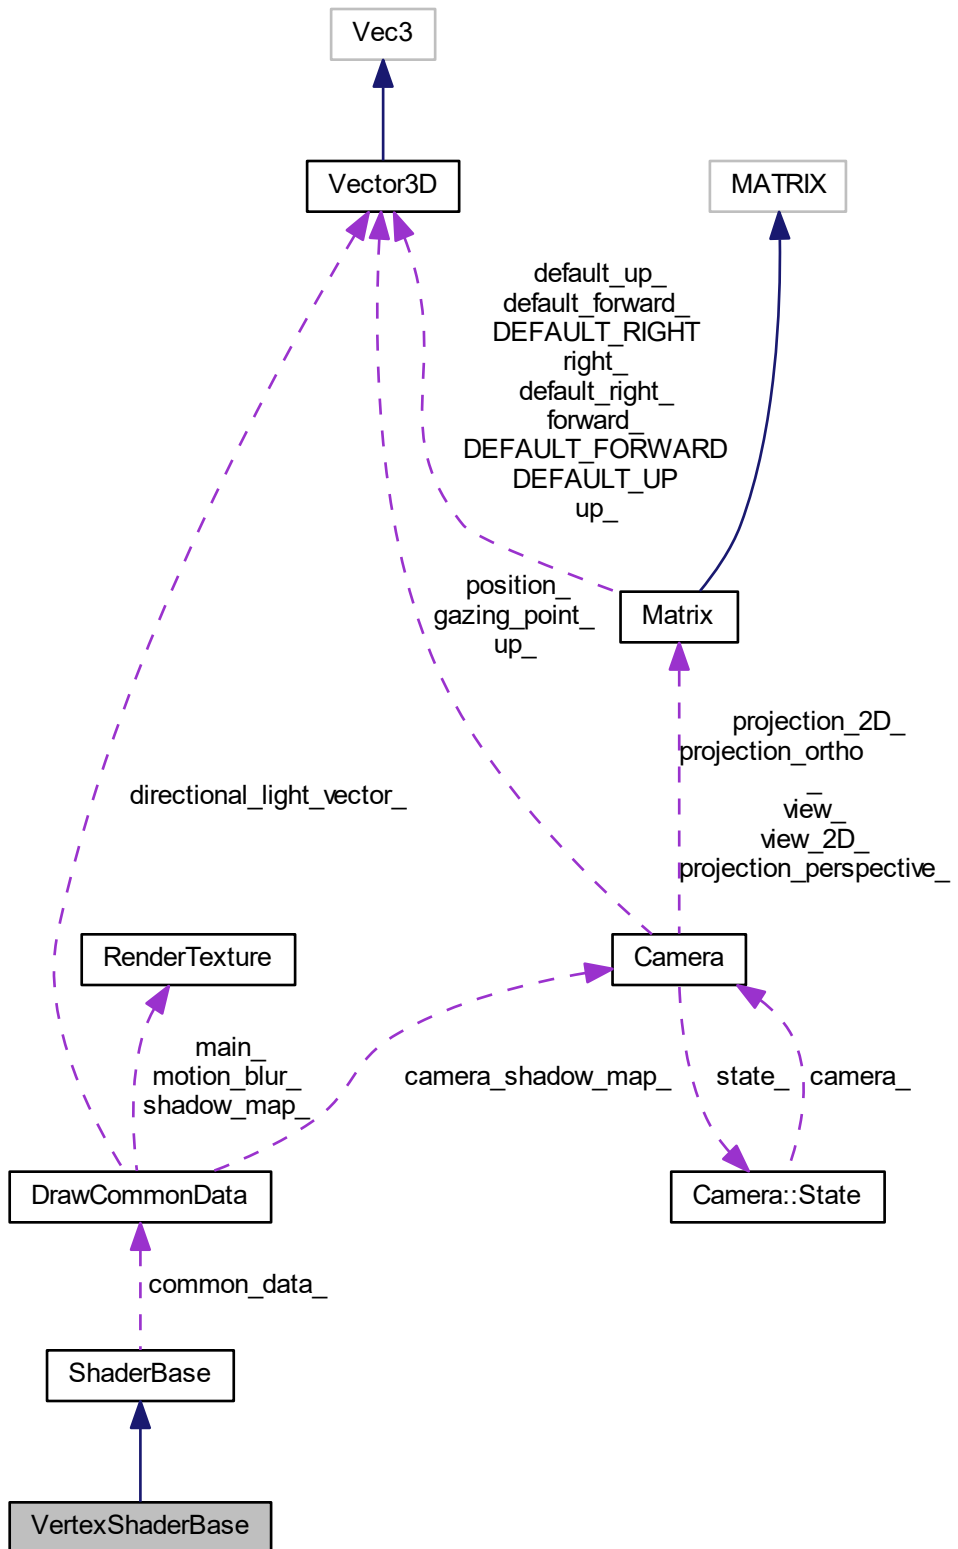 Vec3
Vector3D
MATRIX
default_up_
default_forward_
DEFAULT_RIGHT
right_
default_right_
forward_
DEFAULT_FORWARD
DEFAULT_UP
up_
position_
gazing_point_
up_
Matrix
directional_light_vector_
projection_2D_
projection_ortho
_
view_
view_2D_
projection_perspective_
RenderTexture
Camera
main_
motion_blur_
shadow_map_
camera_shadow_map_
state_
camera_
DrawCommonData
Camera::State
common_data_
ShaderBase
VertexShaderBase